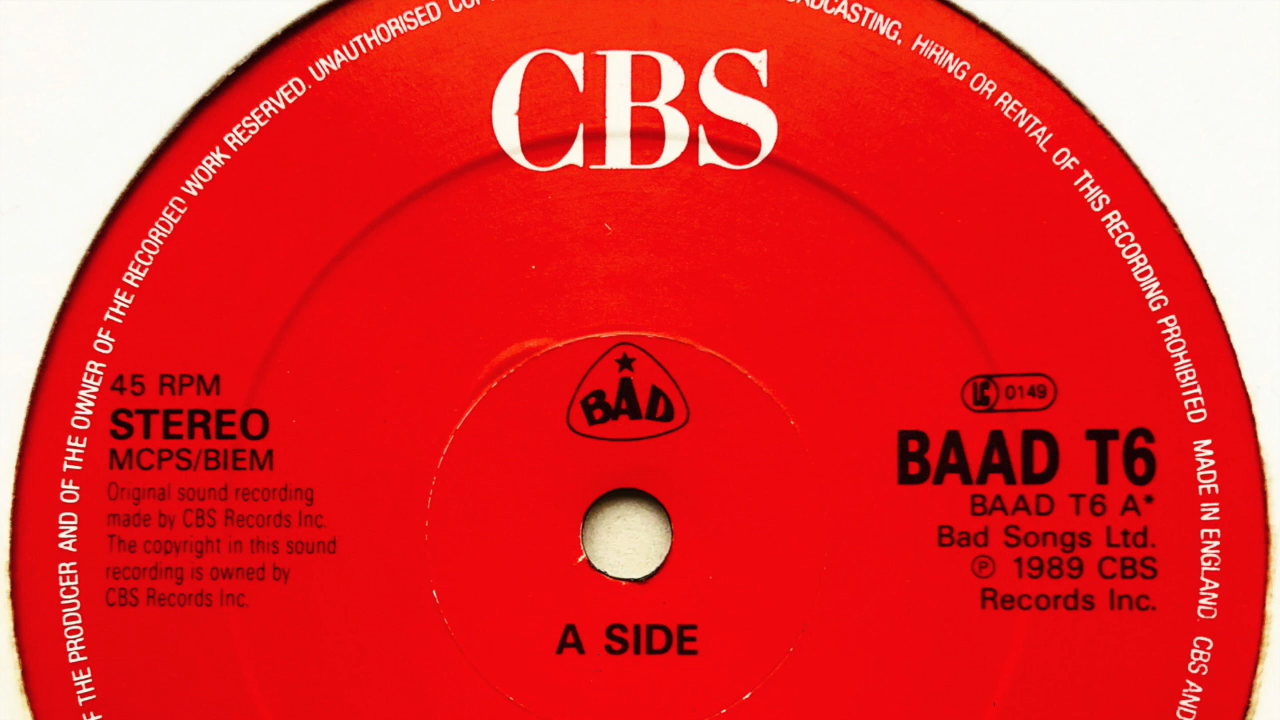 F THE PRODUCER AND OF THE OWNER OF THE RECORDED WORK RESERVED. UNAUTHORISED
BROADCASTING, HIRING OR RENTAL OF THIS RECORDING PROHIBITED MADE IN ENGLAND. CBS AND
CBS
BAD
45 RPM
STEREO
MCPS/BIEM
Original sound recording
made by CBS Records Inc.
The copyright in this sound
recording is owned by
CBS Records Inc.
LC 0149
BAAD T6
BAAD T6 A*
Bad Songs Ltd.
℗ 1989 CBS
Records Inc.
A SIDE